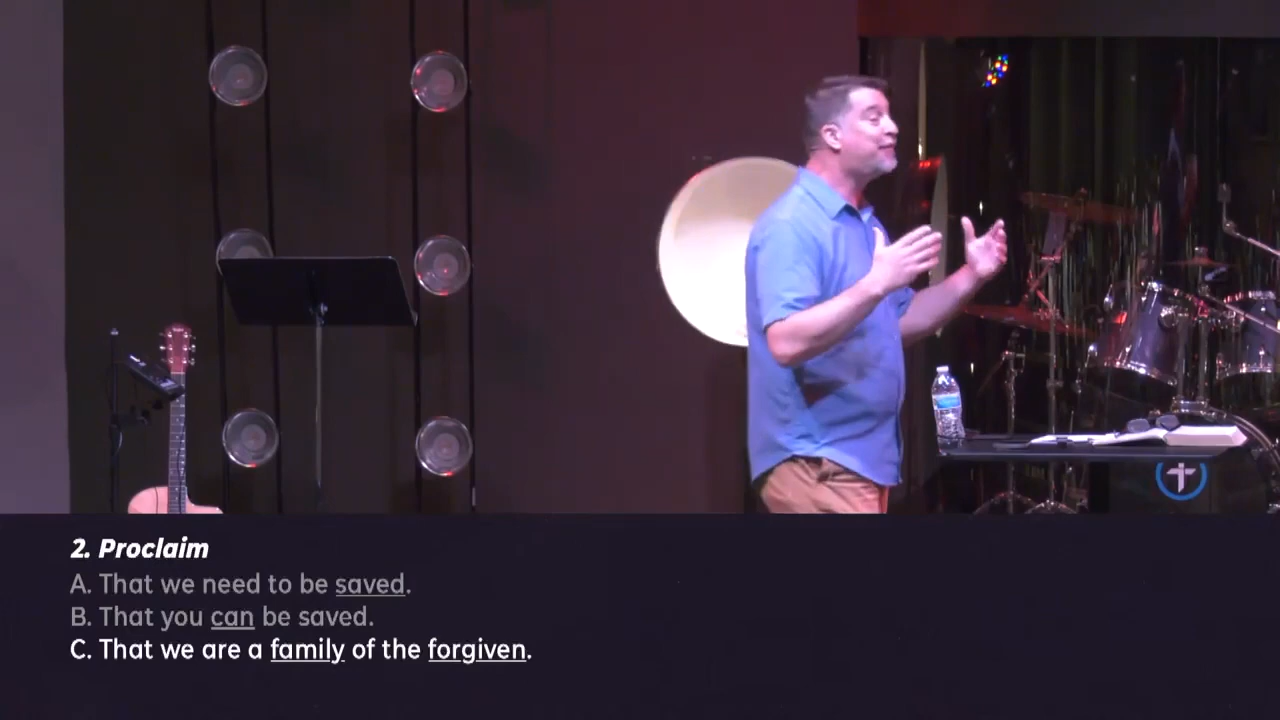 2. Proclaim
A. That we need to be saved.
B. That you can be saved.
C. That we are a family of the forgiven.